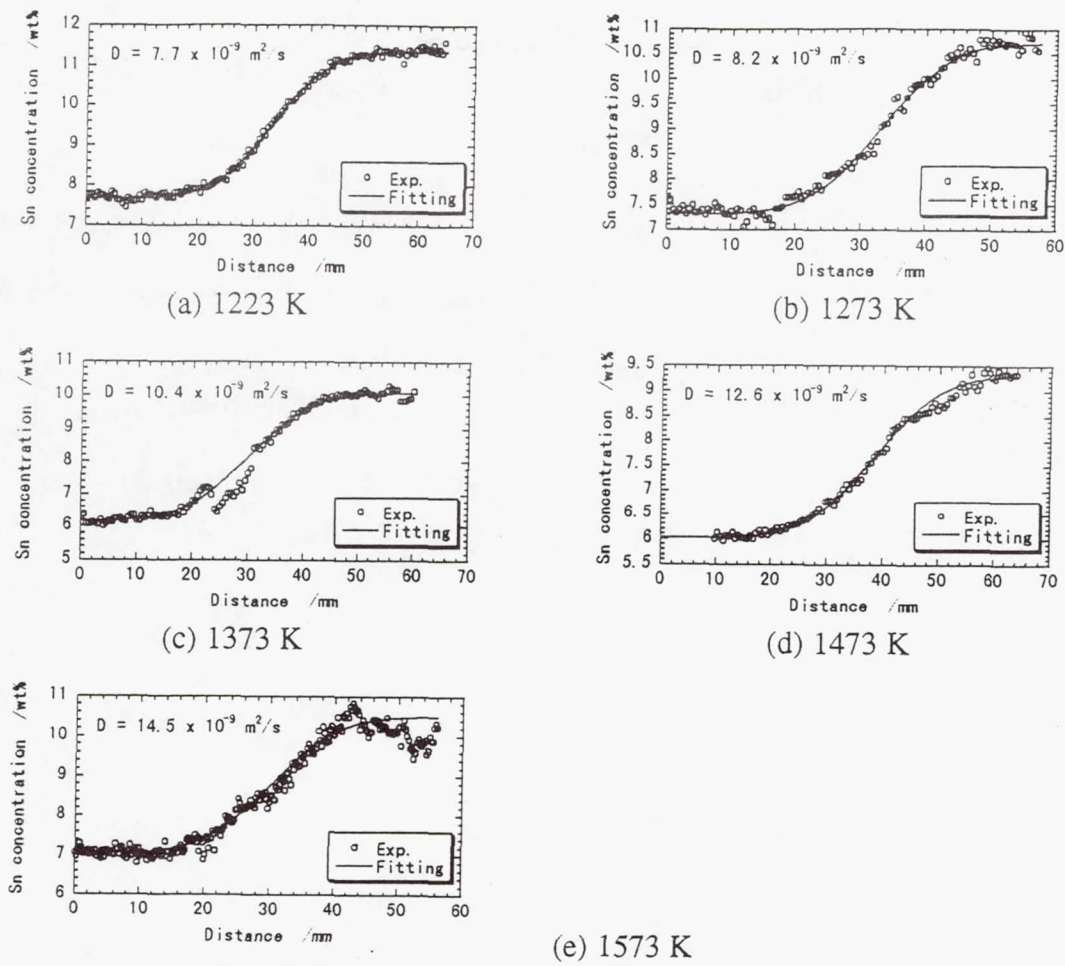 Sn concentration /wt%
12
11
10
9
8
7
D = 7.7 x 10⁻⁹ m²/s
Exp.
Fitting
0 10 20 30 40 50 60 70
Distance /mm
(a) 1223 K
Sn concentration /wt%
11
10.5
10
9.5
9
8.5
8
7.5
7
D = 8.2 x 10⁻⁹ m²/s
Exp.
Fitting
0 10 20 30 40 50 60
Distance /mm
(b) 1273 K
Sn concentration /wt%
11
10
9
8
7
6
5
D = 10.4 x 10⁻⁹ m²/s
Exp.
Fitting
0 10 20 30 40 50 60 70
Distance /mm
(c) 1373 K
Sn concentration /wt%
9.5
9
8.5
8
7.5
7
6.5
6
5.5
D = 12.6 x 10⁻⁹ m²/s
Exp.
Fitting
0 10 20 30 40 50 60 70
Distance /mm
(d) 1473 K
Sn concentration /wt%
11
10
9
8
7
6
D = 14.5 x 10⁻⁹ m²/s
Exp.
Fitting
0 10 20 30 40 50 60
Distance /mm
(e) 1573 K